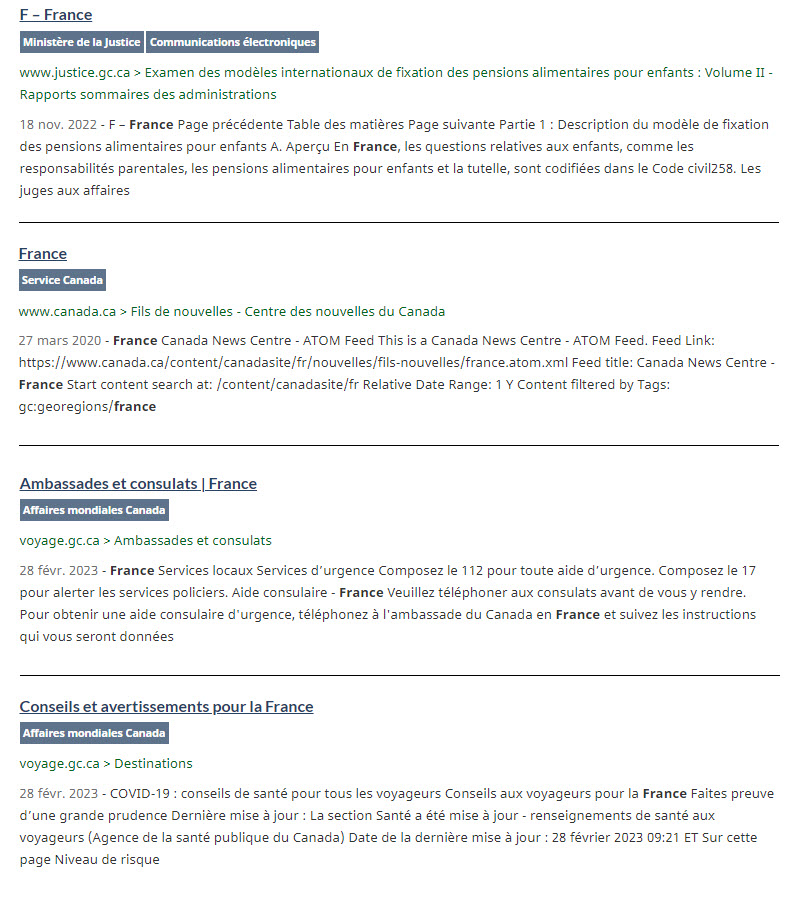 F – France
Ministère de la Justice Communications électroniques
www.justice.gc.ca > Examen des modèles internationaux de fixation des pensions alimentaires pour enfants : Volume II -
Rapports sommaires des administrations
18 nov. 2022 - F – France Page précédente Table des matières Page suivante Partie 1 : Description du modèle de fixation
des pensions alimentaires pour enfants A. Aperçu En France, les questions relatives aux enfants, comme les
responsabilités parentales, les pensions alimentaires pour enfants et la tutelle, sont codifiées dans le Code civil258. Les
juges aux affaires
France
Service Canada
www.canada.ca > Fils de nouvelles - Centre des nouvelles du Canada
27 mars 2020 - France Canada News Centre - ATOM Feed This is a Canada News Centre - ATOM Feed. Feed Link:
https://www.canada.ca/content/canadasite/fr/nouvelles/fils-nouvelles/france.atom.xml Feed title: Canada News Centre -
France Start content search at: /content/canadasite/fr Relative Date Range: 1 Y Content filtered by Tags:
gc:georegions/france
Ambassades et consulats | France
Affaires mondiales Canada
voyage.gc.ca > Ambassades et consulats
28 févr. 2023 - France Services locaux Services d’urgence Composez le 112 pour toute aide d’urgence. Composez le 17
pour alerter les services policiers. Aide consulaire - France Veuillez téléphoner aux consulats avant de vous y rendre.
Pour obtenir une aide consulaire d'urgence, téléphonez à l'ambassade du Canada en France et suivez les instructions
qui vous seront données
Conseils et avertissements pour la France
Affaires mondiales Canada
voyage.gc.ca > Destinations
28 févr. 2023 - COVID-19 : conseils de santé pour tous les voyageurs Conseils aux voyageurs pour la France Faites preuve
d’une grande prudence Dernière mise à jour : La section Santé a été mise à jour - renseignements de santé aux
voyageurs (Agence de la santé publique du Canada) Date de la dernière mise à jour : 28 février 2023 09:21 ET Sur cette
page Niveau de risque